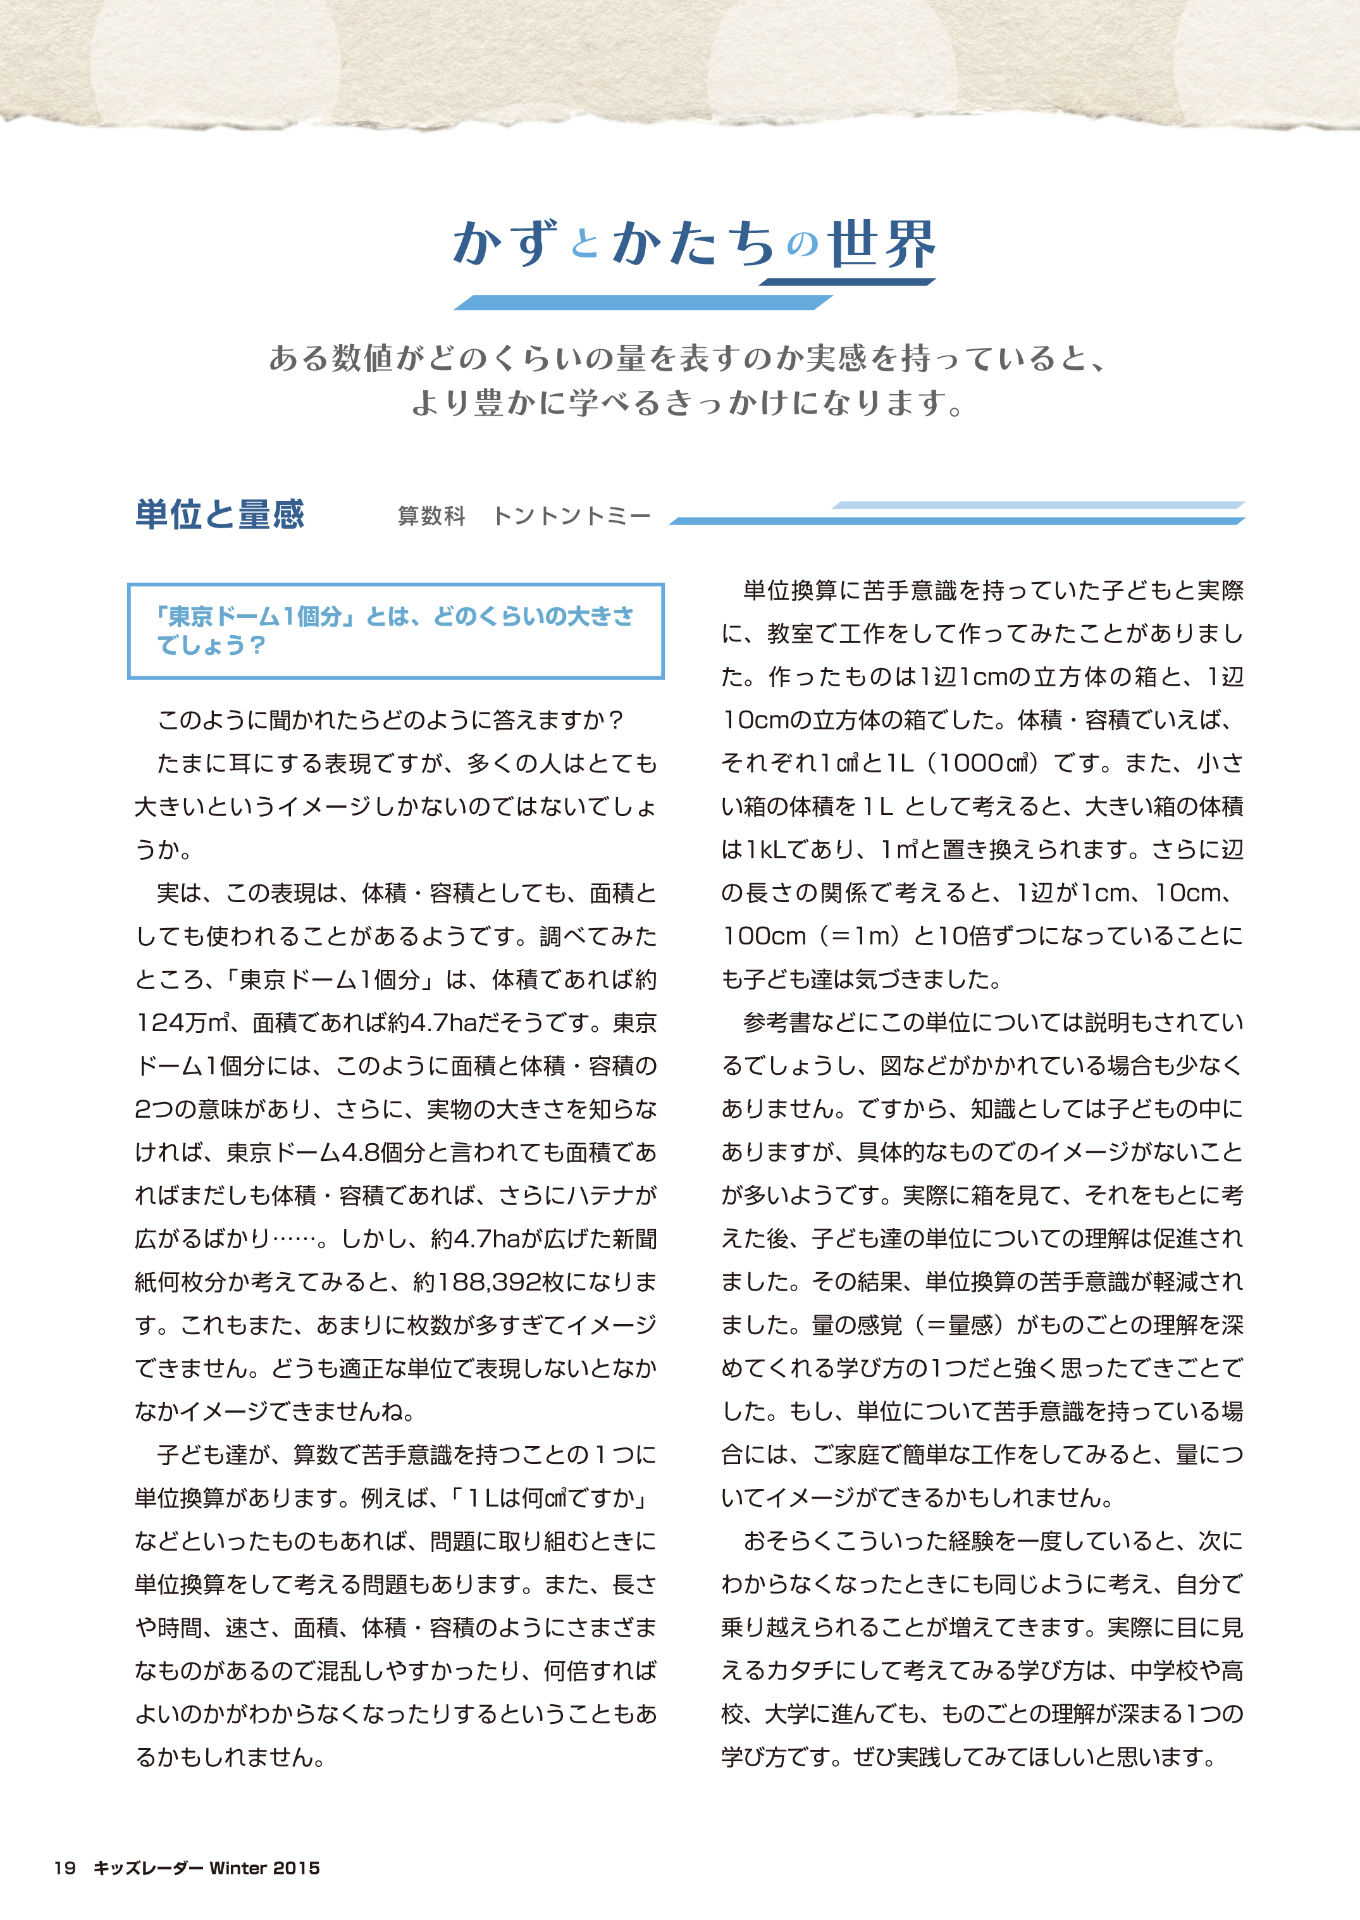 かずとかたちの世界
ある数値がどのくらいの量を表すのか実感を持っていると、
より豊かに学べるきっかけになります。
単位と量感　　算数科　トントントミー
「東京ドーム1個分」とは、どのくらいの大きさ
でしょう？
このように聞かれたらどのように答えますか？
たまに耳にする表現ですが、多くの人はとても
大きいというイメージしかないのではないでしょ
うか。
実は、この表現は、体積・容積としても、面積と
しても使われることがあるようです。調べてみた
ところ、「東京ドーム1個分」は、体積であれば約
124万㎥、面積であれば約4.7haだそうです。東京
ドーム1個分には、このように面積と体積・容積の
2つの意味があり、さらに、実物の大きさを知らな
ければ、東京ドーム4.8個分と言われても面積であ
ればまだしも体積・容積であれば、さらにハテナが
広がるばかり……。しかし、約4.7haが広げた新聞
紙何枚分か考えてみると、約188,392枚になりま
す。これもまた、あまりに枚数が多すぎてイメージ
できません。どうも適正な単位で表現しないとなか
なかイメージできませんね。
子ども達が、算数で苦手意識を持つことの１つに
単位換算があります。例えば、「１Lは何㎤ですか」
などといったものもあれば、問題に取り組むときに
単位換算をして考える問題もあります。また、長さ
や時間、速さ、面積、体積・容積のようにさまざま
なものがあるので混乱しやすかったり、何倍すれば
よいのかがわからなくなったりするということもあ
るかもしれません。
単位換算に苦手意識を持っていた子どもと実際
に、教室で工作をして作ってみたことがありまし
た。作ったものは1辺1cmの立方体の箱と、1辺
10cmの立方体の箱でした。体積・容積でいえば、
それぞれ1㎤と1L（1000㎤）です。また、小さ
い箱の体積を１L として考えると、大きい箱の体積
は1kLであり、1㎥と置き換えられます。さらに辺
の長さの関係で考えると、1辺が1cm、10cm、
100cm（＝1m）と10倍ずつになっていることに
も子ども達は気づきました。
参考書などにこの単位については説明もされてい
るでしょうし、図などがかかれている場合も少なく
ありません。ですから、知識としては子どもの中に
ありますが、具体的なものでのイメージがないこと
が多いようです。実際に箱を見て、それをもとに考
えた後、子ども達の単位についての理解は促進され
ました。その結果、単位換算の苦手意識が軽減され
ました。量の感覚（＝量感）がものごとの理解を深
めてくれる学び方の1つだと強く思ったできごとで
した。もし、単位について苦手意識を持っている場
合には、ご家庭で簡単な工作をしてみると、量につ
いてイメージができるかもしれません。
おそらくこういった経験を一度していると、次に
わからなくなったときにも同じように考え、自分で
乗り越えられることが増えてきます。実際に目に見
えるカタチにして考えてみる学び方は、中学校や高
校、大学に進んでも、ものごとの理解が深まる1つの
学び方です。ぜひ実践してみてほしいと思います。
19　キッズレーダー Winter 2015